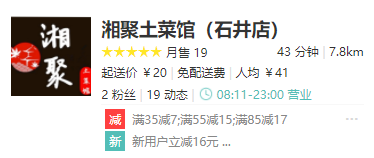 湘聚
湘聚土菜馆（石井店）
月售 19 43 分钟 | 7.8km
起送价 ¥20 | 免配送费 | 人均 ¥41
2 粉丝 | 19 动态 | 08:11-23:00 营业
减 满35减7;满55减15;满85减17 ...
新 新用户立减16元 ...